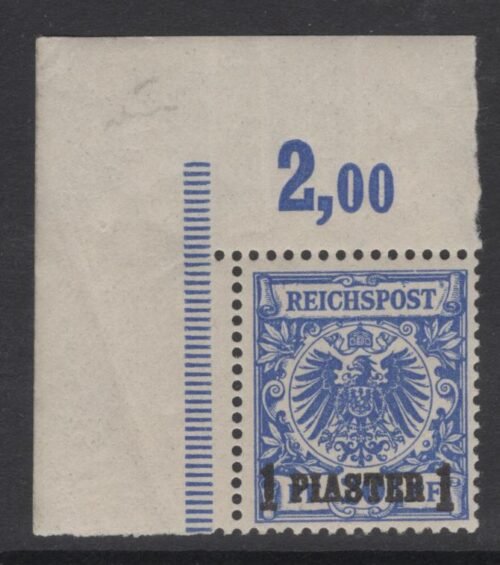 2,00
REICHSPOST
1 PIASTER 1